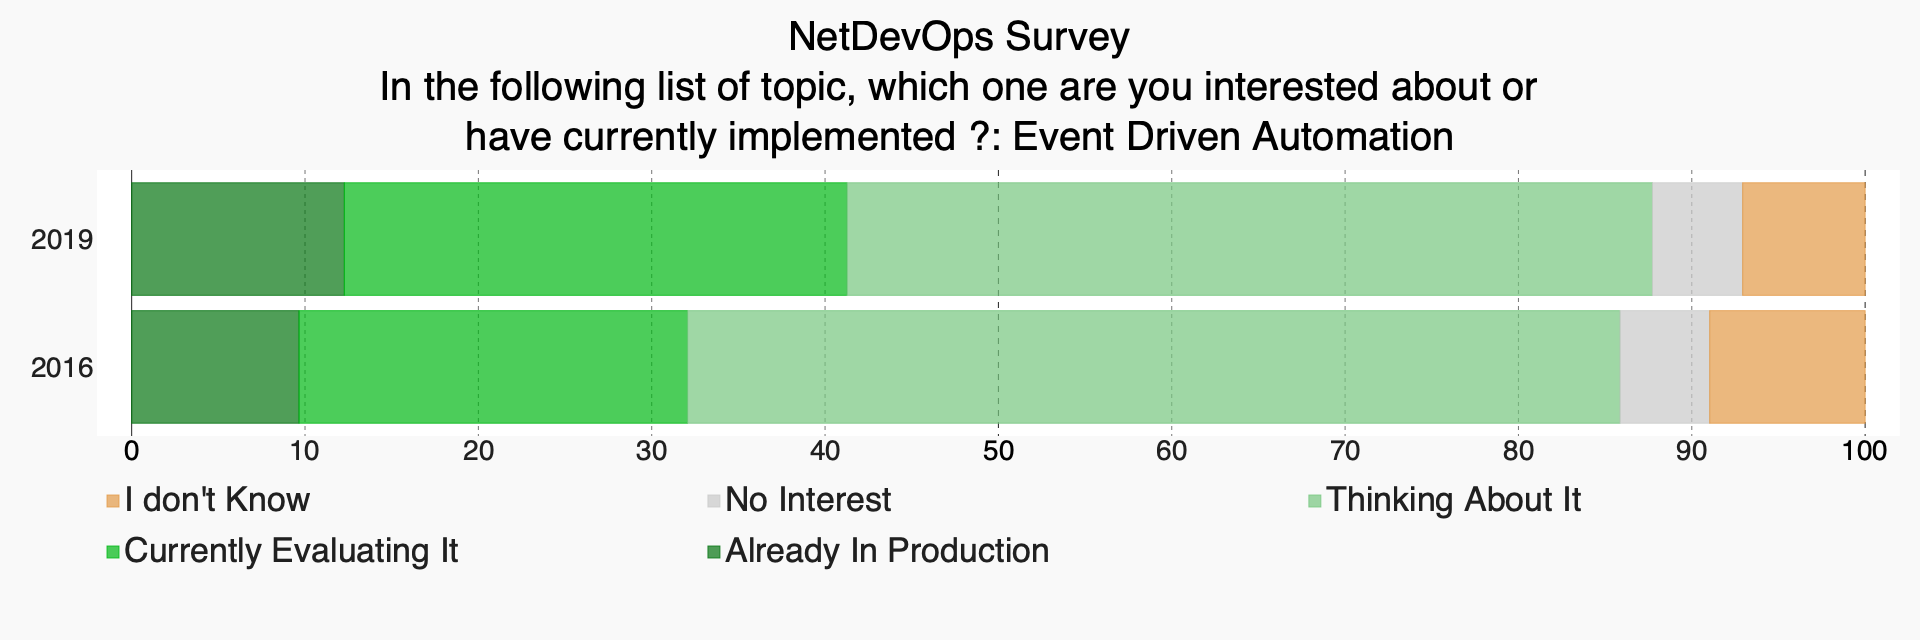 NetDevOps Survey
In the following list of topic, which one are you interested about or
have currently implemented ?: Event Driven Automation
2019
2016
0 10 20 30 40 50 60 70 80 90 100
I don't Know No Interest Thinking About It
Currently Evaluating It Already In Production